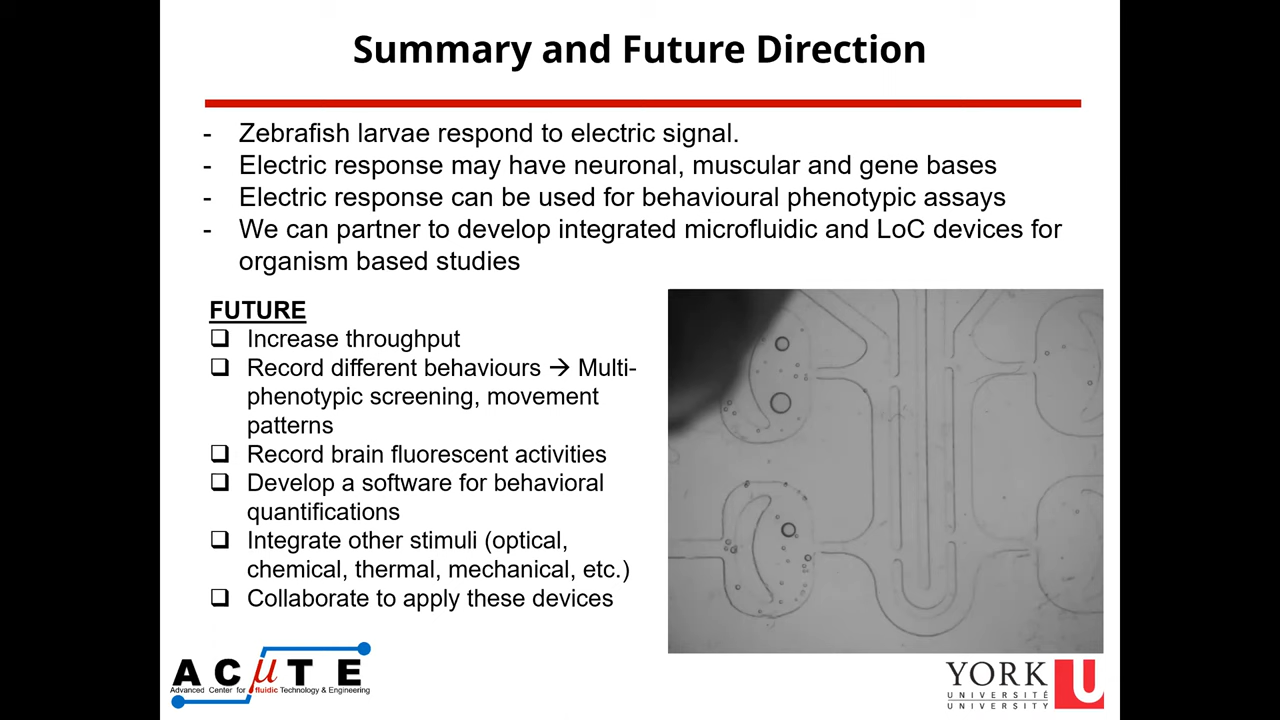 Summary and Future Direction
- Zebrafish larvae respond to electric signal.
- Electric response may have neuronal, muscular and gene bases
- Electric response can be used for behavioural phenotypic assays
- We can partner to develop integrated microfluidic and LoC devices for
organism based studies
FUTURE
❑ Increase throughput
❑ Record different behaviours → Multi-
phenotypic screening, movement
patterns
❑ Record brain fluorescent activities
❑ Develop a software for behavioral
quantifications
❑ Integrate other stimuli (optical,
chemical, thermal, mechanical, etc.)
❑ Collaborate to apply these devices
ACμTE
Advanced Center for μfluidic Technology & Engineering
YORK U
UNIVERSITÉ
UNIVERSITY